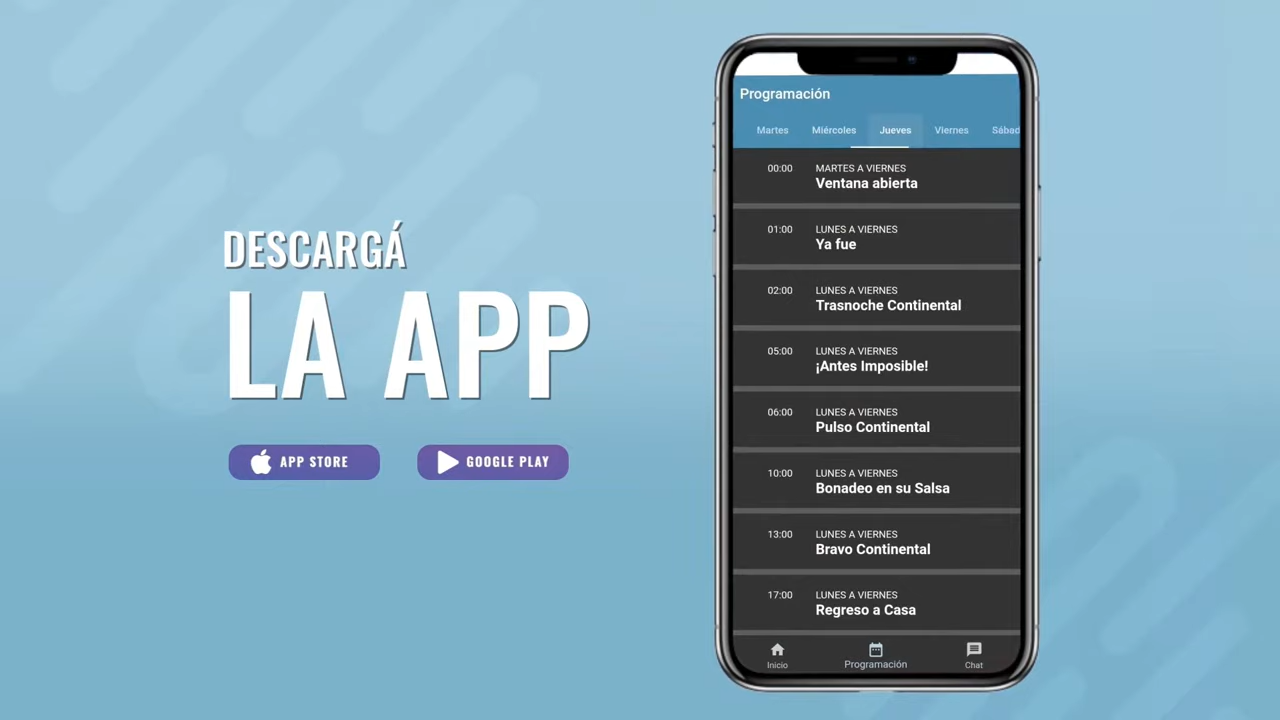 DESCARGÁ
LA APP
APP STORE
GOOGLE PLAY
Programación
Martes Miércoles Jueves Viernes Sábad
00:00 MARTES A VIERNES
Ventana abierta
01:00 LUNES A VIERNES
Ya fue
02:00 LUNES A VIERNES
Trasnoche Continental
05:00 LUNES A VIERNES
¡Antes Imposible!
06:00 LUNES A VIERNES
Pulso Continental
10:00 LUNES A VIERNES
Bonadeo en su Salsa
13:00 LUNES A VIERNES
Bravo Continental
17:00 LUNES A VIERNES
Regreso a Casa
Inicio Programación Chat